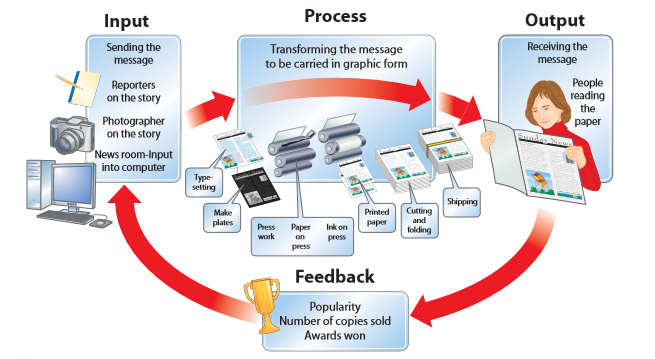 Input
Sending the
message
Reporters
on the story
Photographer
on the story
News room-Input
into computer
Process
Transforming the message
to be carried in graphic form
Type-
setting
Make
plates
Press
work
Paper
on
press
Ink on
press
Printed
paper
Cutting
and
folding
Shipping
Output
Receiving the
message
People
reading
the
paper
Sunday News
Feedback
Popularity
Number of copies sold
Awards won